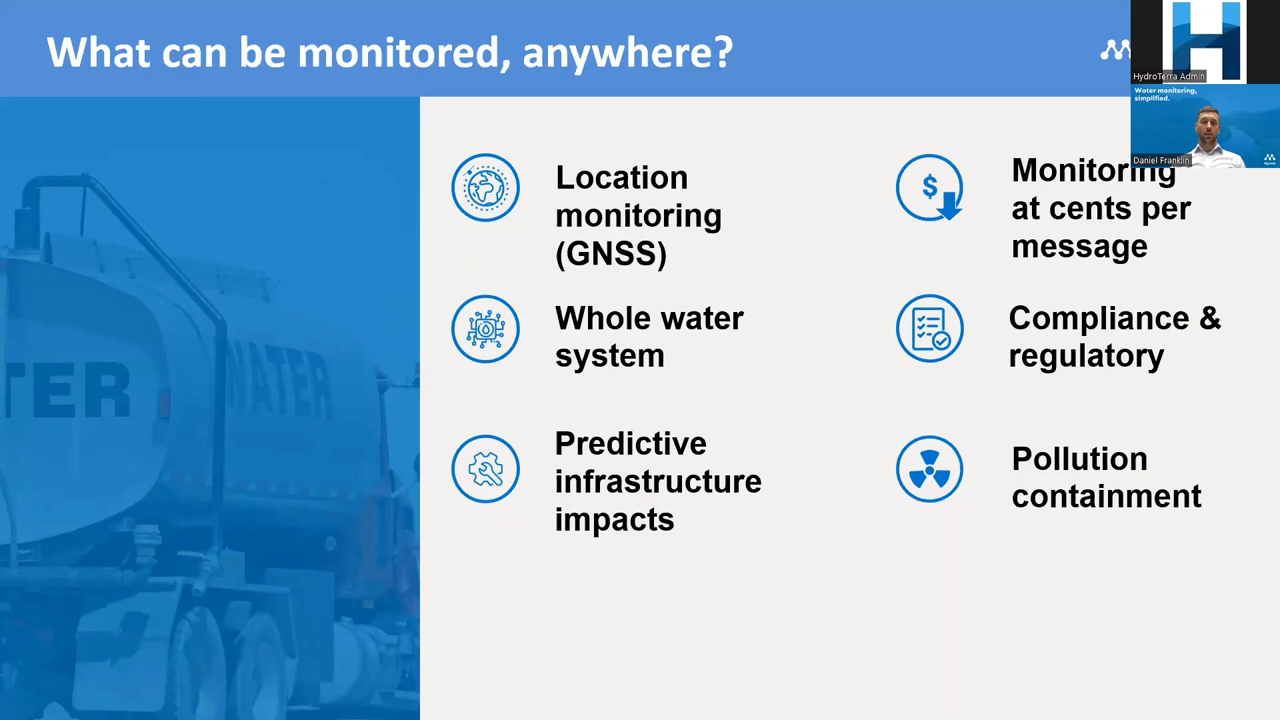 What can be monitored, anywhere?
HydroTerra Admin
Water monitoring,
simplified.
Daniel Franklin
Location
monitoring
(GNSS)
Monitoring
at cents per
message
Whole water
system
Compliance &
regulatory
Predictive
infrastructure
impacts
Pollution
containment
TER
WATER